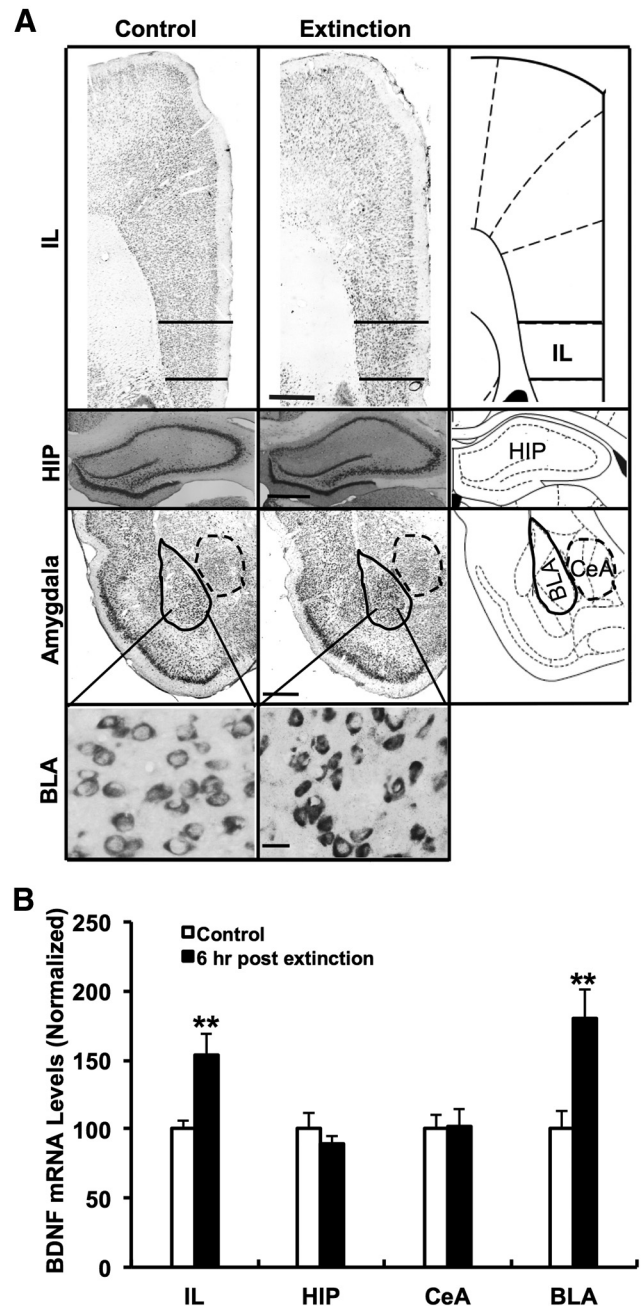 A
Control Extinction
IL
IL
HIP
HIP
Amygdala
BLA
CeA
BLA
B
BDNF mRNA Levels (Normalized)
250
200
150
100
50
0
Control
6 hr post extinction
**
**
IL HIP CeA BLA